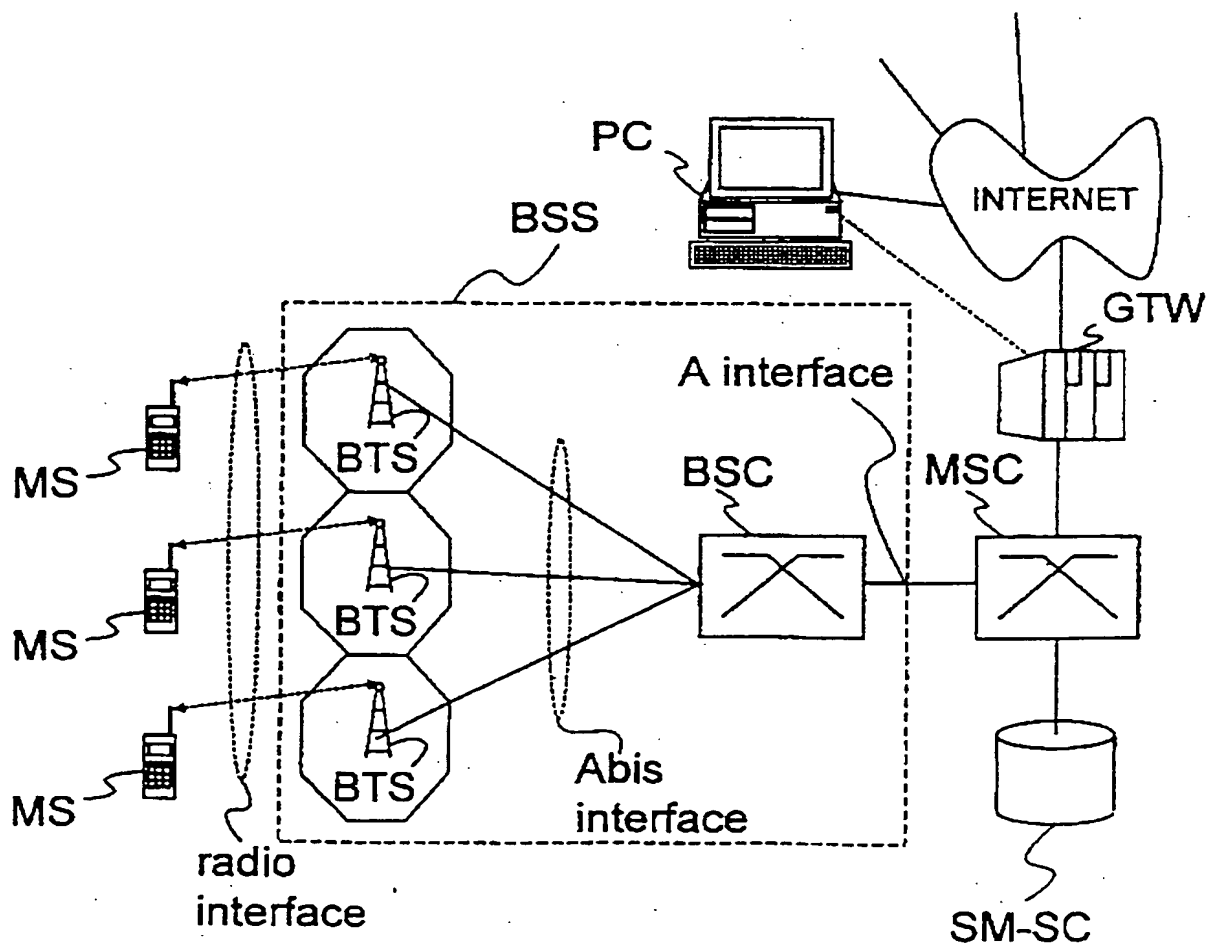 PC
INTERNET
BSS
GTW
A interface
MS
BTS
BSC
MSC
MS
BTS
MS
BTS
Abis
interface
radio
interface
SM-SC